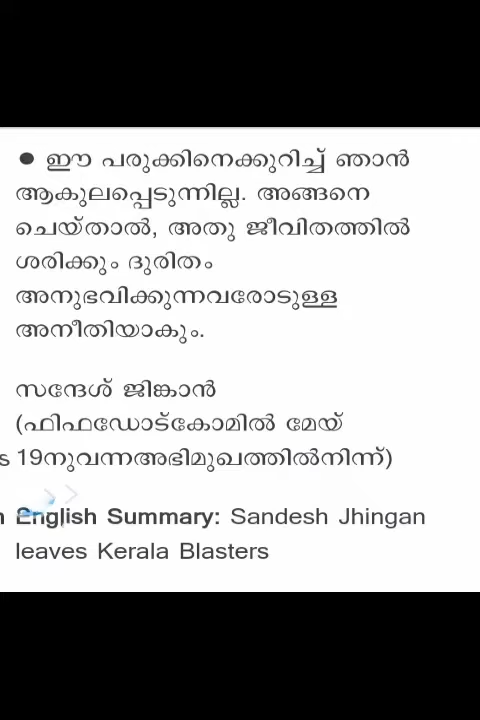 ● ഈ പരുക്കിനെക്കുറിച്ച് ഞാൻ
ആകുലപ്പെടുന്നില്ല. അങ്ങനെ
ചെയ്താൽ, അതു ജീവിതത്തിൽ
ശരിക്കും ദുരിതം
അനുഭവിക്കുന്നവരോടുള്ള
അനീതിയാകും.
സന്ദേശ് ജിങ്കാൻ
(ഫിഫഡോട്കോമിൽ മേയ്
s 19നുവന്നഅഭിമുഖത്തിൽനിന്ന്)
n English Summary: Sandesh Jhingan
leaves Kerala Blasters